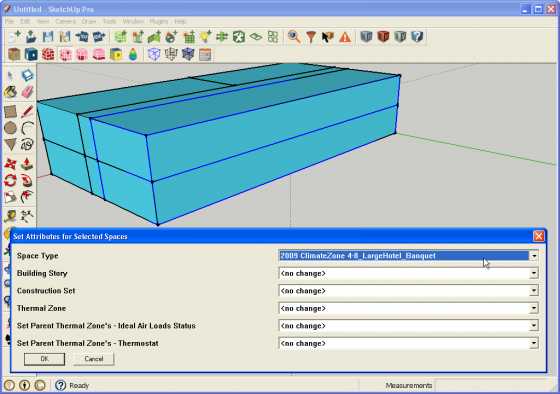 Untitled - SketchUp Pro
File Edit View Camera Draw Tools Window Plugins Help
Set Attributes for Selected Spaces
Space Type
2009 ClimateZone 4-8_LargeHotel_Banquet
Building Story
<no change>
Construction Set
<no change>
Thermal Zone
<no change>
Set Parent Thermal Zone's - Ideal Air Loads Status
<no change>
Set Parent Thermal Zone's - Thermostat
<no change>
OK Cancel
Ready Measurements